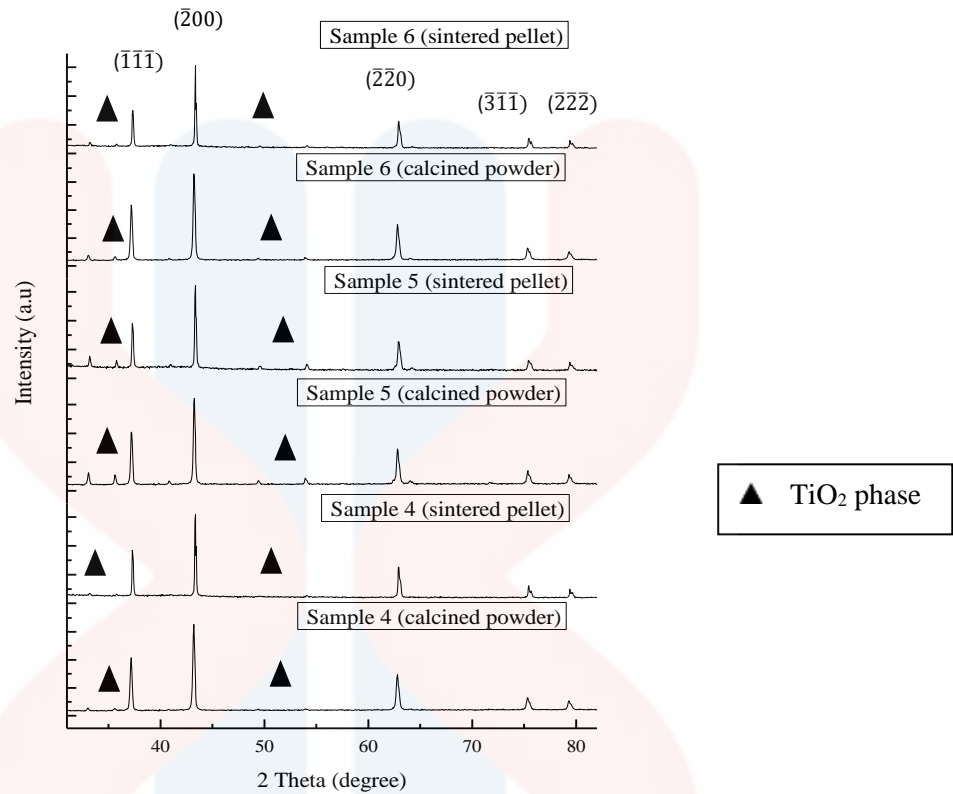 (2̅00)
Sample 6 (sintered pellet)
(1̅1̅1̅)
(2̅2̅0)
(3̅1̅1̅)
(2̅2̅2̅)
Sample 6 (calcined powder)
Sample 5 (sintered pellet)
Sample 5 (calcined powder)
Sample 4 (sintered pellet)
Sample 4 (calcined powder)
Intensity (a.u)
▲ TiO₂ phase
40 50 60 70 80
2 Theta (degree)